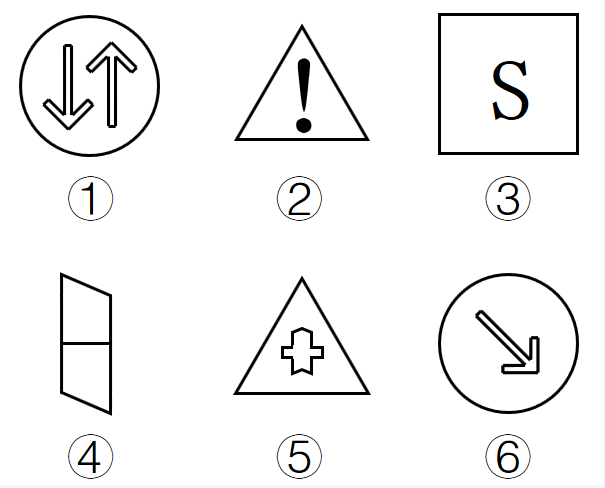 ! S
① ② ③
④ ⑤ ⑥